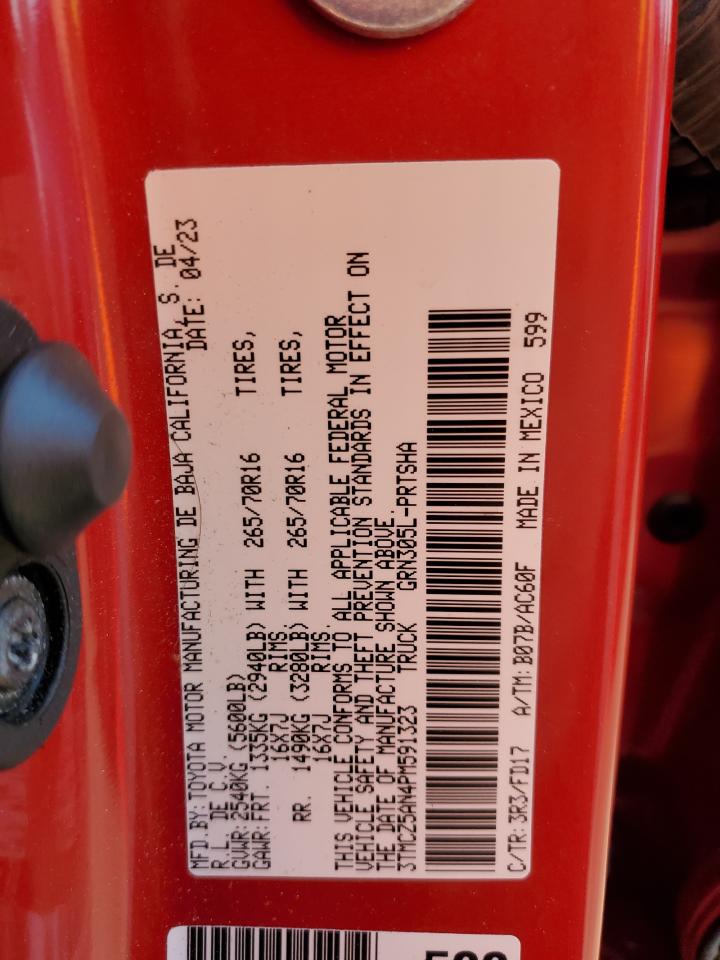 MFD.BY:TOYOTA MOTOR MANUFACTURING DE BAJA CALIFORNIA, S. DE
R.L. DE C.V. DATE: 04/23
GVWR:2540KG (5600LB)
GAWR:FRT. 1335KG (2940LB) WITH 265/70R16 TIRES,
16X7J RIMS.
RR. 1490KG (3280LB) WITH 265/70R16 TIRES,
16X7J RIMS.
THIS VEHICLE CONFORMS TO ALL APPLICABLE FEDERAL MOTOR
VEHICLE SAFETY AND THEFT PREVENTION STANDARDS IN EFFECT ON
THE DATE OF MANUFACTURE SHOWN ABOVE.
3TMCZ5AN4PM591323 TRUCK GRN305L-PRTSHA
C/TR:3R3/FD17 A/TM:B07B/AC60F MADE IN MEXICO 599